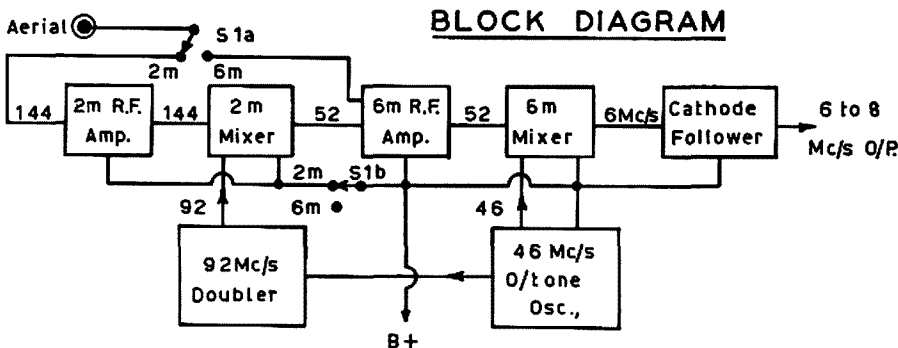 BLOCK DIAGRAM
Aerial
S1a
2m
6m
144
2m R.F.
Amp.
144
2m
Mixer
52
6m R.F.
Amp.
52
6m
Mixer
6Mc/s
Cathode
Follower
6 to 8
Mc/s O/P.
2m
S1b
6m
92
46
92Mc/s
Doubler
46 Mc/s
O/tone
Osc.,
B+